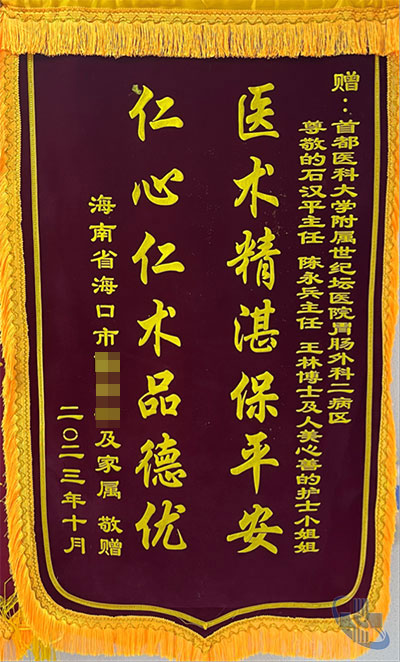 赠：首都医科大学附属世纪坛医院胃肠外科二病区
尊敬的石汉平主任 陈永兵主任 王林博士及人美心善的护士小姐姐
医术精湛保平安
仁心仁术品德优
海南省海口市 及家属 敬赠
二〇二三年十月